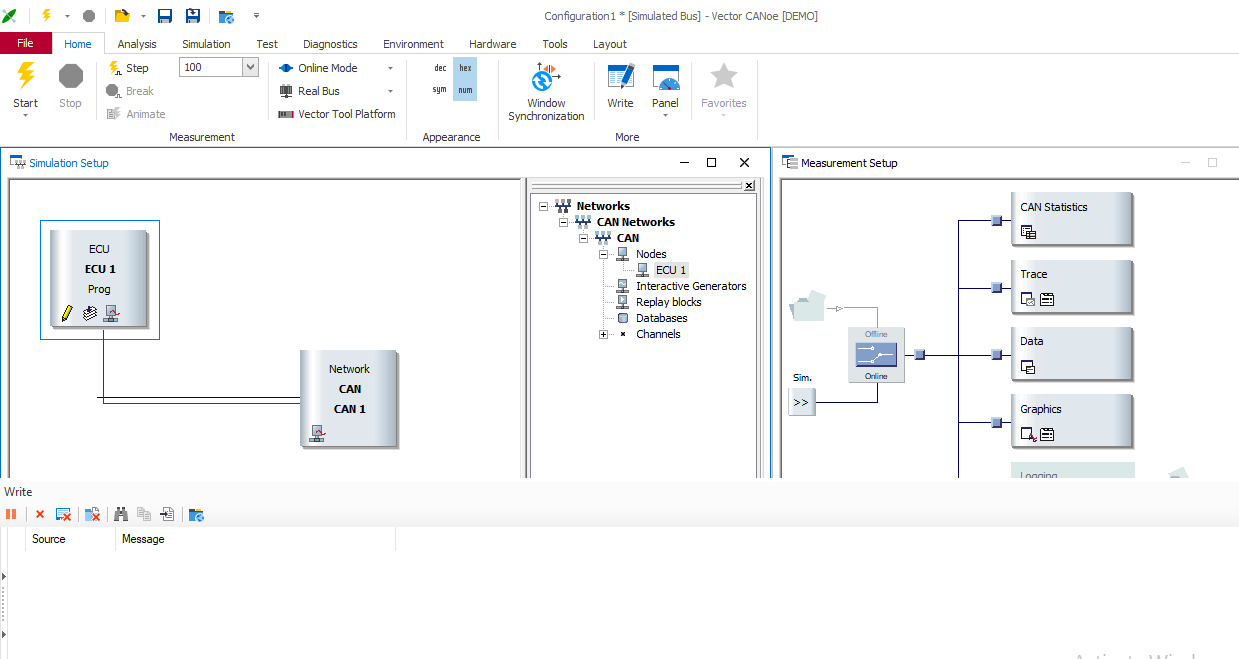 Configuration1 * [Simulated Bus] - Vector CANoe [DEMO]
File Home Analysis Simulation Test Diagnostics Environment Hardware Tools Layout
Start
Stop
Step
Break
Animate
100
Measurement
Online Mode
Real Bus
Vector Tool Platform
dec hex
sym num
Appearance
Window
Synchronization
Write
Panel
Favorites
More
Simulation Setup
ECU
ECU 1
Prog
Network
CAN
CAN 1
Networks
CAN Networks
CAN
Nodes
ECU 1
Interactive Generators
Replay blocks
Databases
Channels
Measurement Setup
Offline
Online
Sim.
>>
CAN Statistics
Trace
Data
Graphics
Logging
Write
Source Message